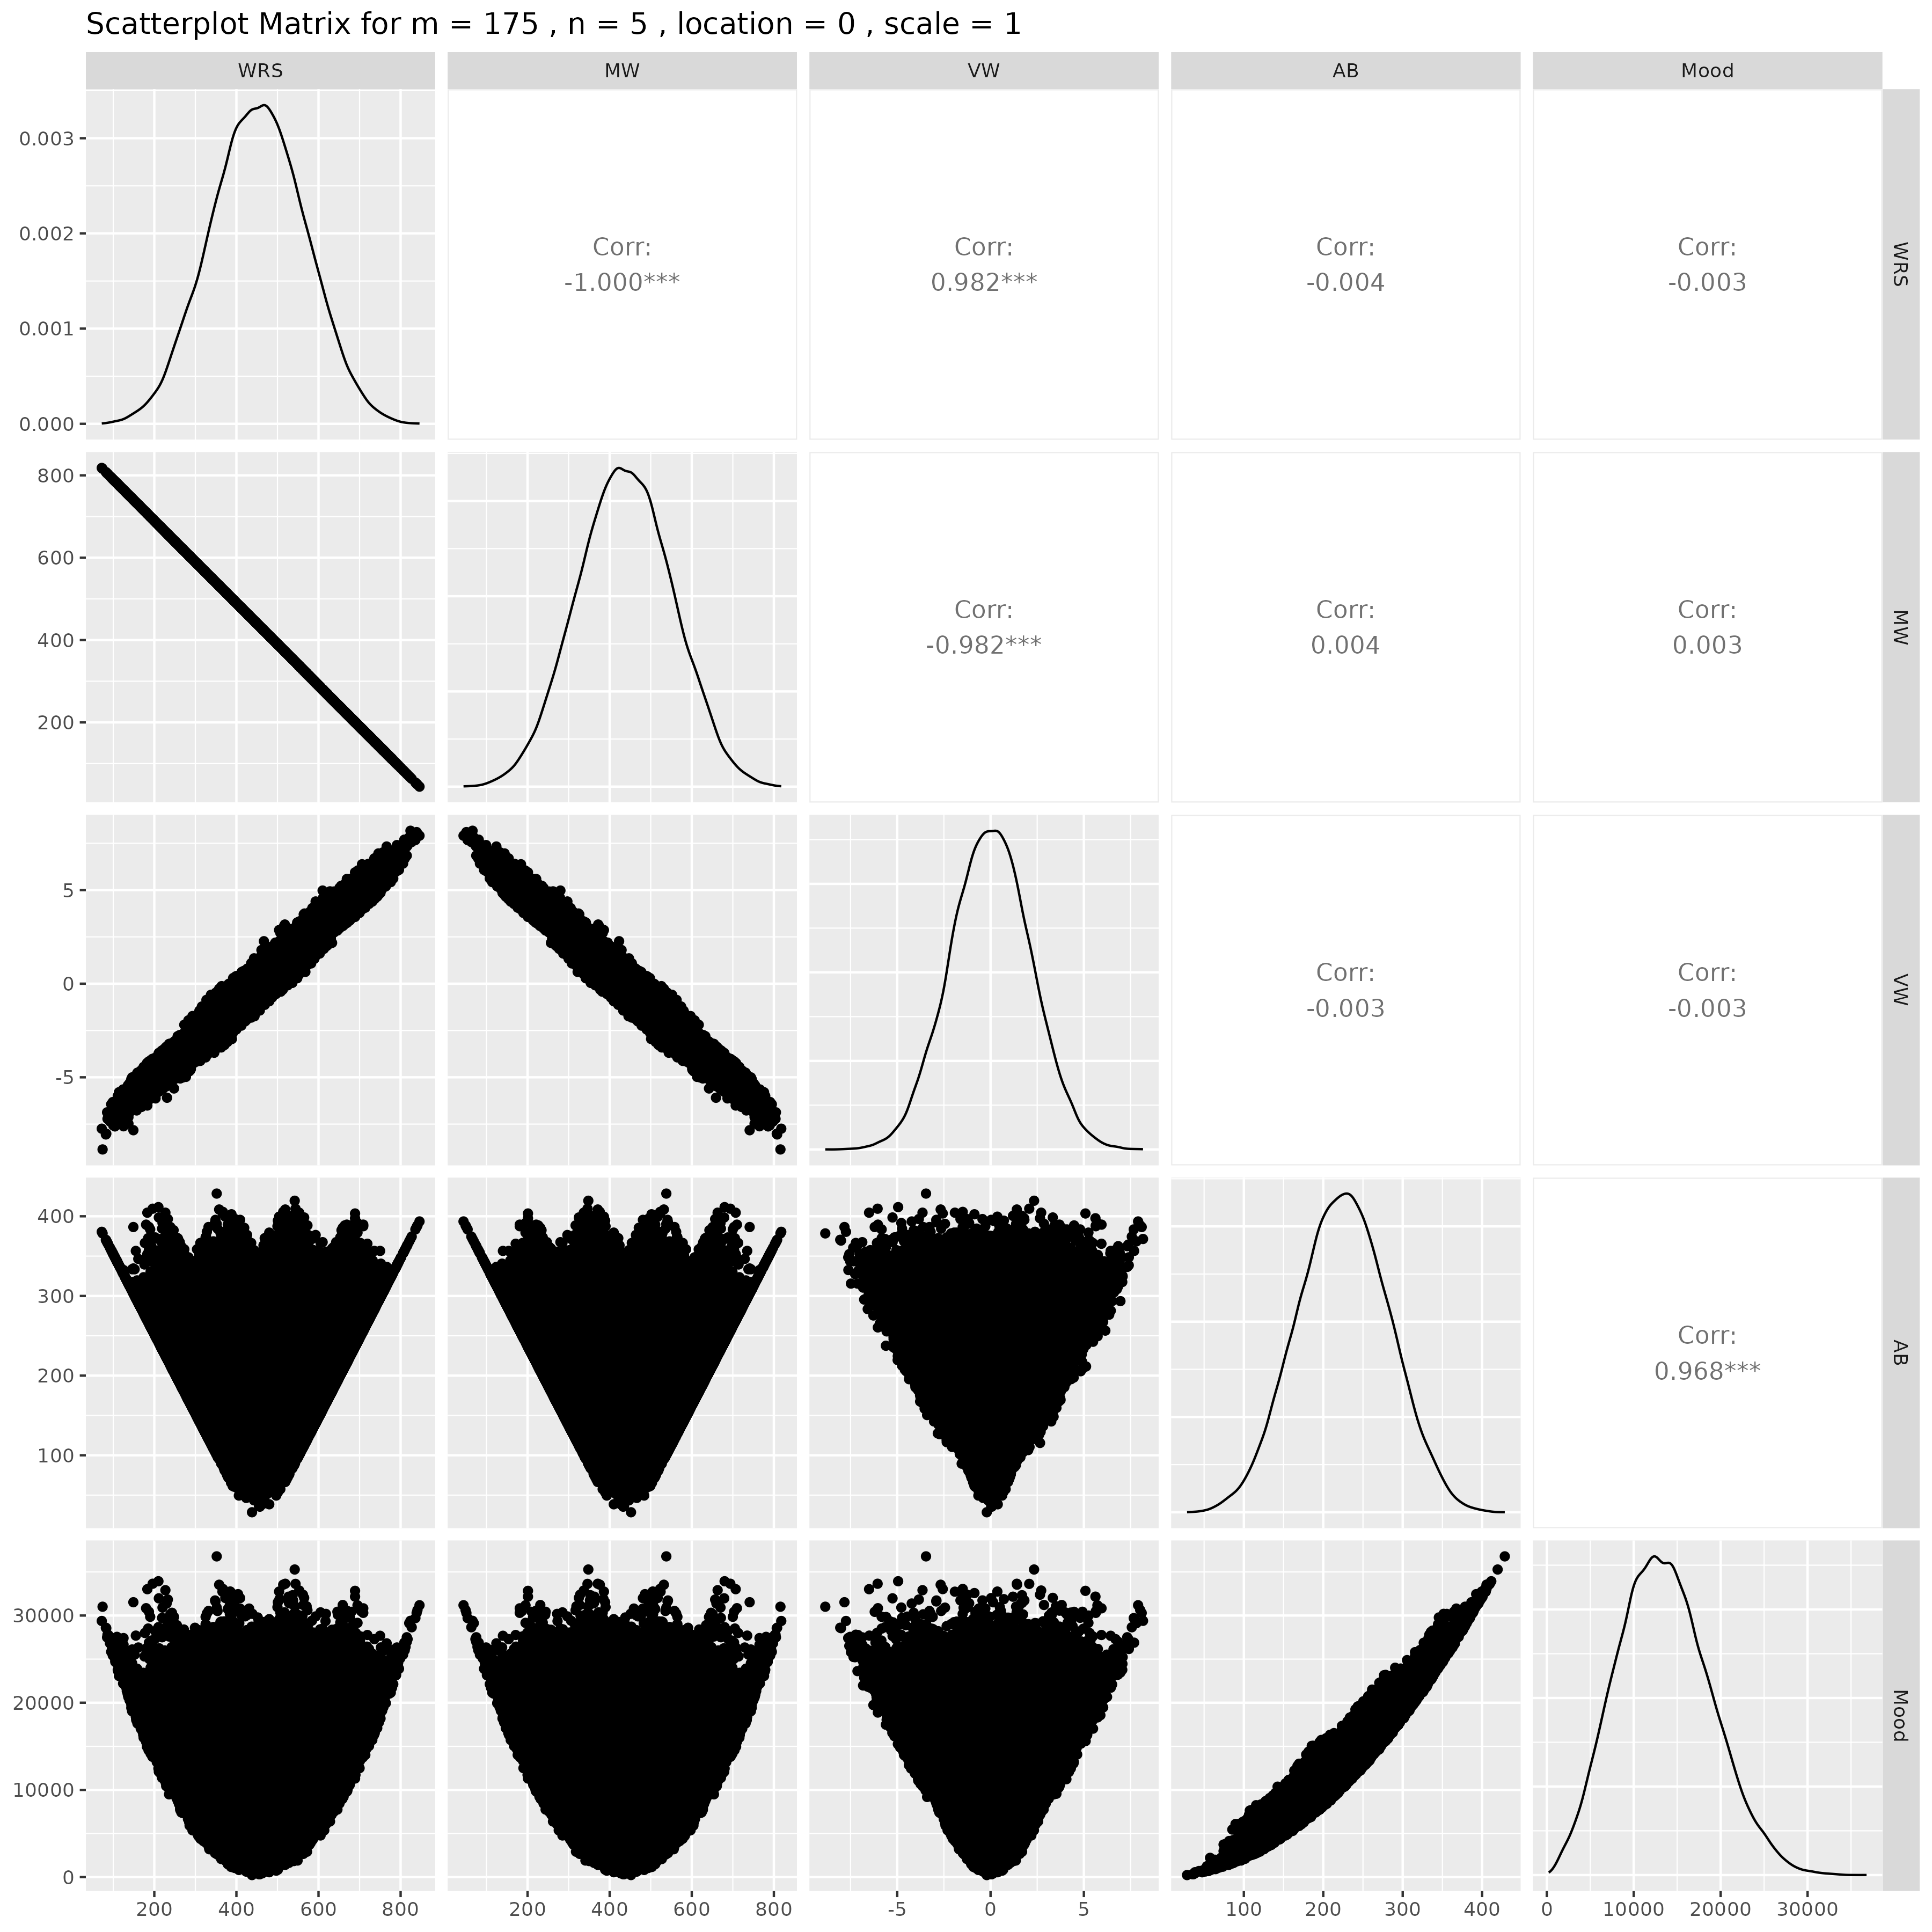 Scatterplot Matrix for m = 175 , n = 5 , location = 0 , scale = 1
WRS MW VW AB Mood
0.003
0.002
0.001
0.000
Corr:
-1.000***
Corr:
0.982***
Corr:
-0.004
Corr:
-0.003
WRS
800
600
400
200
Corr:
-0.982***
Corr:
0.004
Corr:
0.003
MW
5
0
-5
Corr:
-0.003
Corr:
-0.003
VW
400
300
200
100
Corr:
0.968***
AB
30000
20000
10000
0
Mood
200 400 600 800 200 400 600 800 -5 0 5 100 200 300 400 0 10000 20000 30000